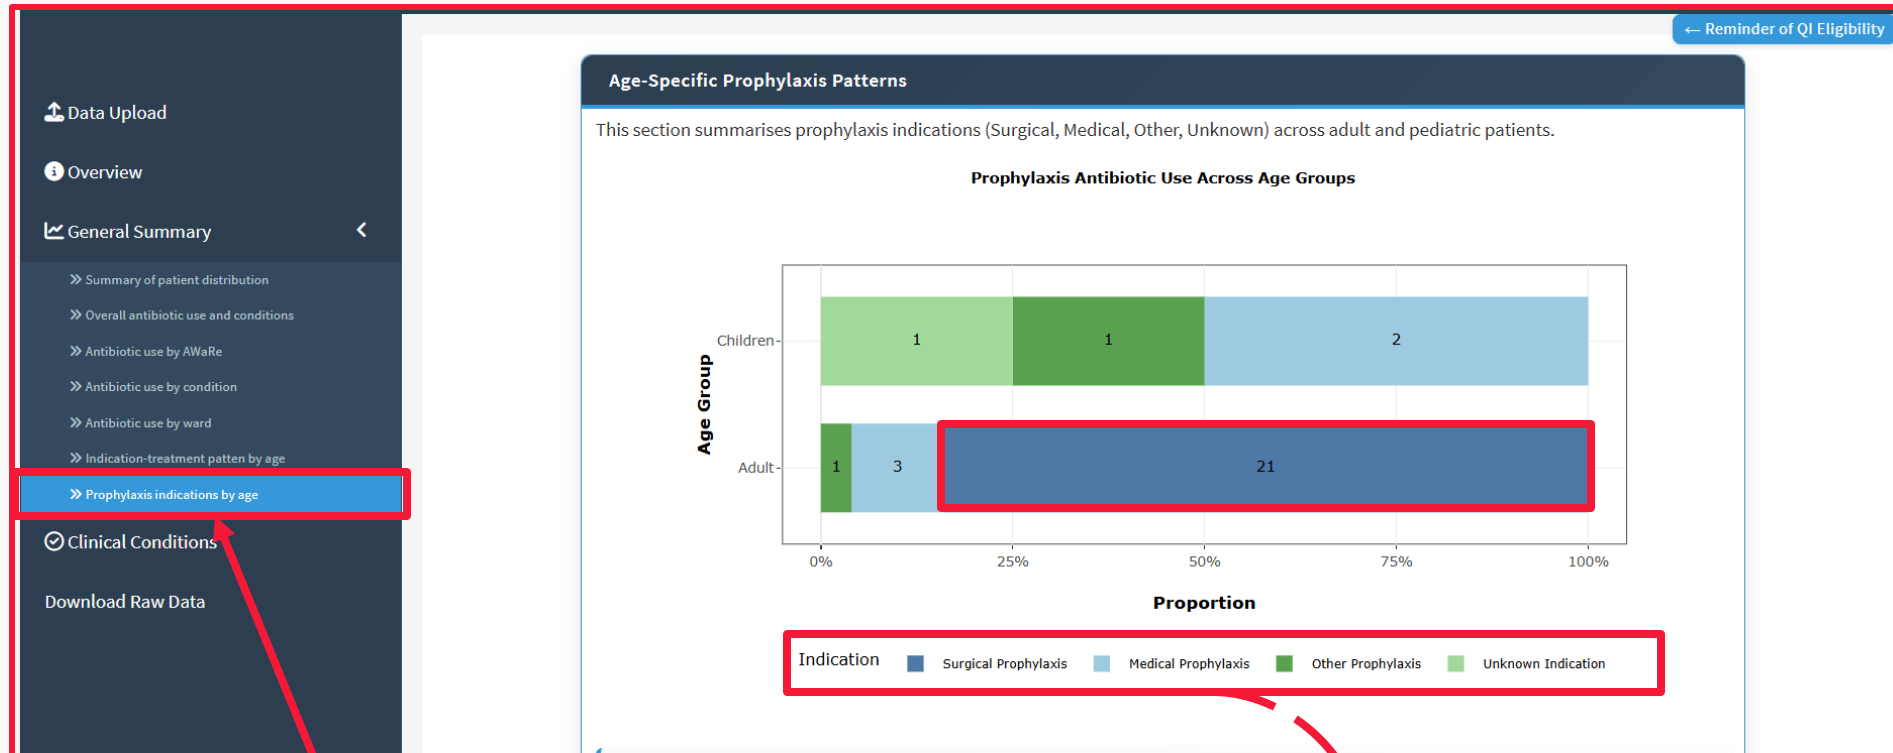 ← Reminder of QI Eligibility
Data Upload
Overview
General Summary
Summary of patient distribution
Overall antibiotic use and conditions
Antibiotic use by AWaRe
Antibiotic use by condition
Antibiotic use by ward
Indication-treatment patten by age
Prophylaxis indications by age
Clinical Conditions
Download Raw Data
Age-Specific Prophylaxis Patterns
This section summarises prophylaxis indications (Surgical, Medical, Other, Unknown) across adult and pediatric patients.
Prophylaxis Antibiotic Use Across Age Groups
Age Group
Children
1 1 2
Adult
1 3 21
0% 25% 50% 75% 100%
Proportion
Indication Surgical Prophylaxis Medical Prophylaxis Other Prophylaxis Unknown Indication